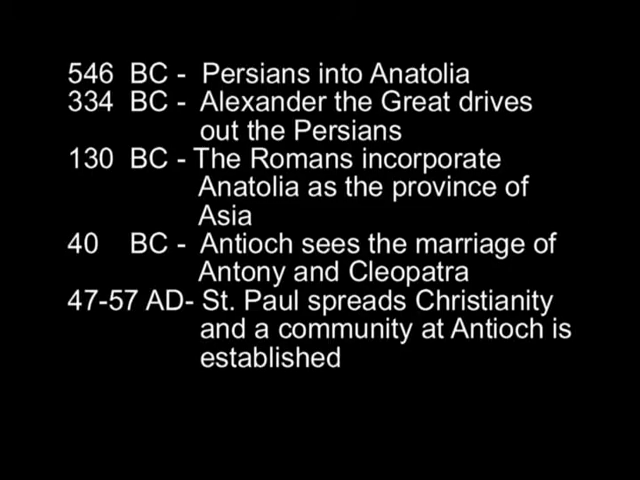 546 BC - Persians into Anatolia
334 BC - Alexander the Great drives
out the Persians
130 BC - The Romans incorporate
Anatolia as the province of
Asia
40 BC - Antioch sees the marriage of
Antony and Cleopatra
47-57 AD- St. Paul spreads Christianity
and a community at Antioch is
established